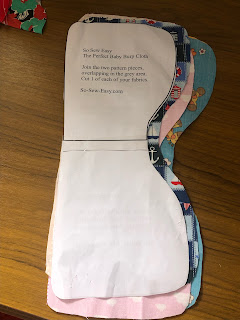 So Sew Easy
The Perfect Baby Burp Cloth
Join the two pattern pieces,
overlapping in the grey area.
Cut 1 of each of your fabrics.
So-Sew-Easy.com